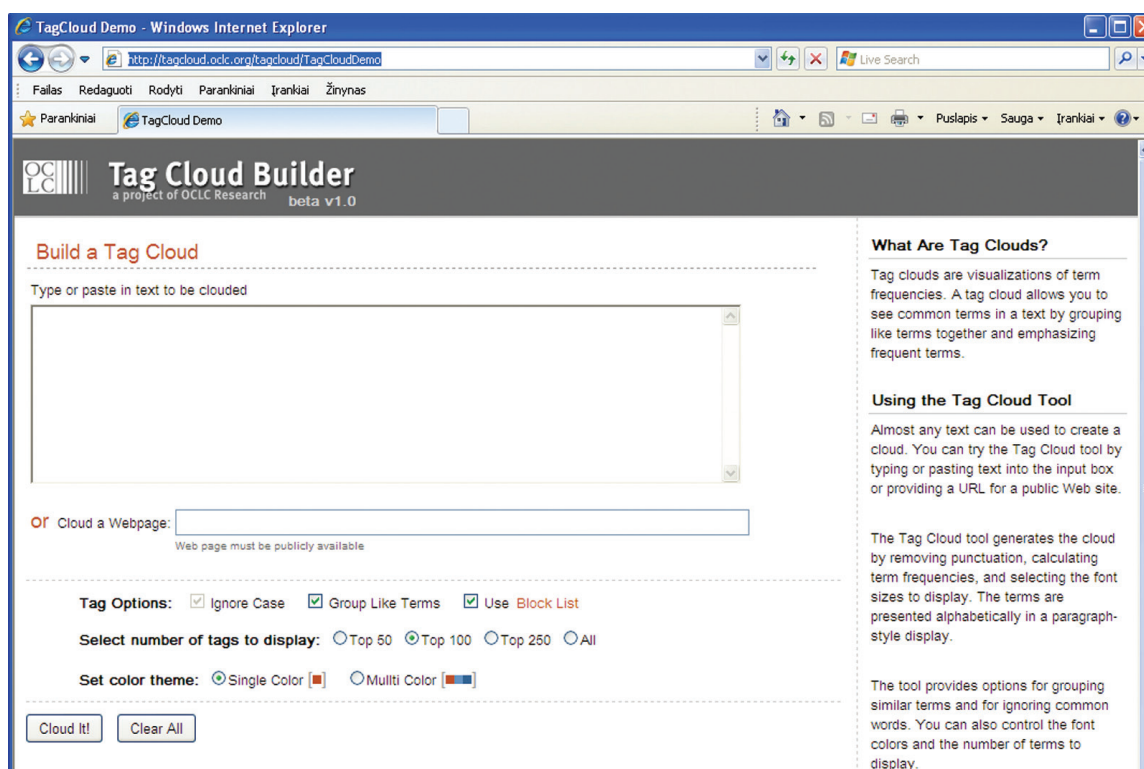 TagCloud Demo - Windows Internet Explorer
http://tagcloud.oclc.org/tagcloud/TagCloudDemo
Live Search
Failas Redaguoti Rodyti Parankiniai Įrankiai Žinynas
Parankiniai TagCloud Demo Puslapis Sauga Įrankiai
OCLC
Tag Cloud Builder
a project of OCLC Research
beta v1.0
Build a Tag Cloud
Type or paste in text to be clouded
or Cloud a Webpage:
Web page must be publicly available
Tag Options: Ignore Case Group Like Terms Use Block List
Select number of tags to display: Top 50 Top 100 Top 250 All
Set color theme: Single Color [ ] Mullti Color [ ]
Cloud It! Clear All
What Are Tag Clouds?
Tag clouds are visualizations of term
frequencies. A tag cloud allows you to
see common terms in a text by grouping
like terms together and emphasizing
frequent terms.
Using the Tag Cloud Tool
Almost any text can be used to create a
cloud. You can try the Tag Cloud tool by
typing or pasting text into the input box
or providing a URL for a public Web site.
The Tag Cloud tool generates the cloud
by removing punctuation, calculating
term frequencies, and selecting the font
sizes to display. The terms are
presented alphabetically in a paragraph-
style display.
The tool provides options for grouping
similar terms and for ignoring common
words. You can also control the font
colors and the number of terms to
display.